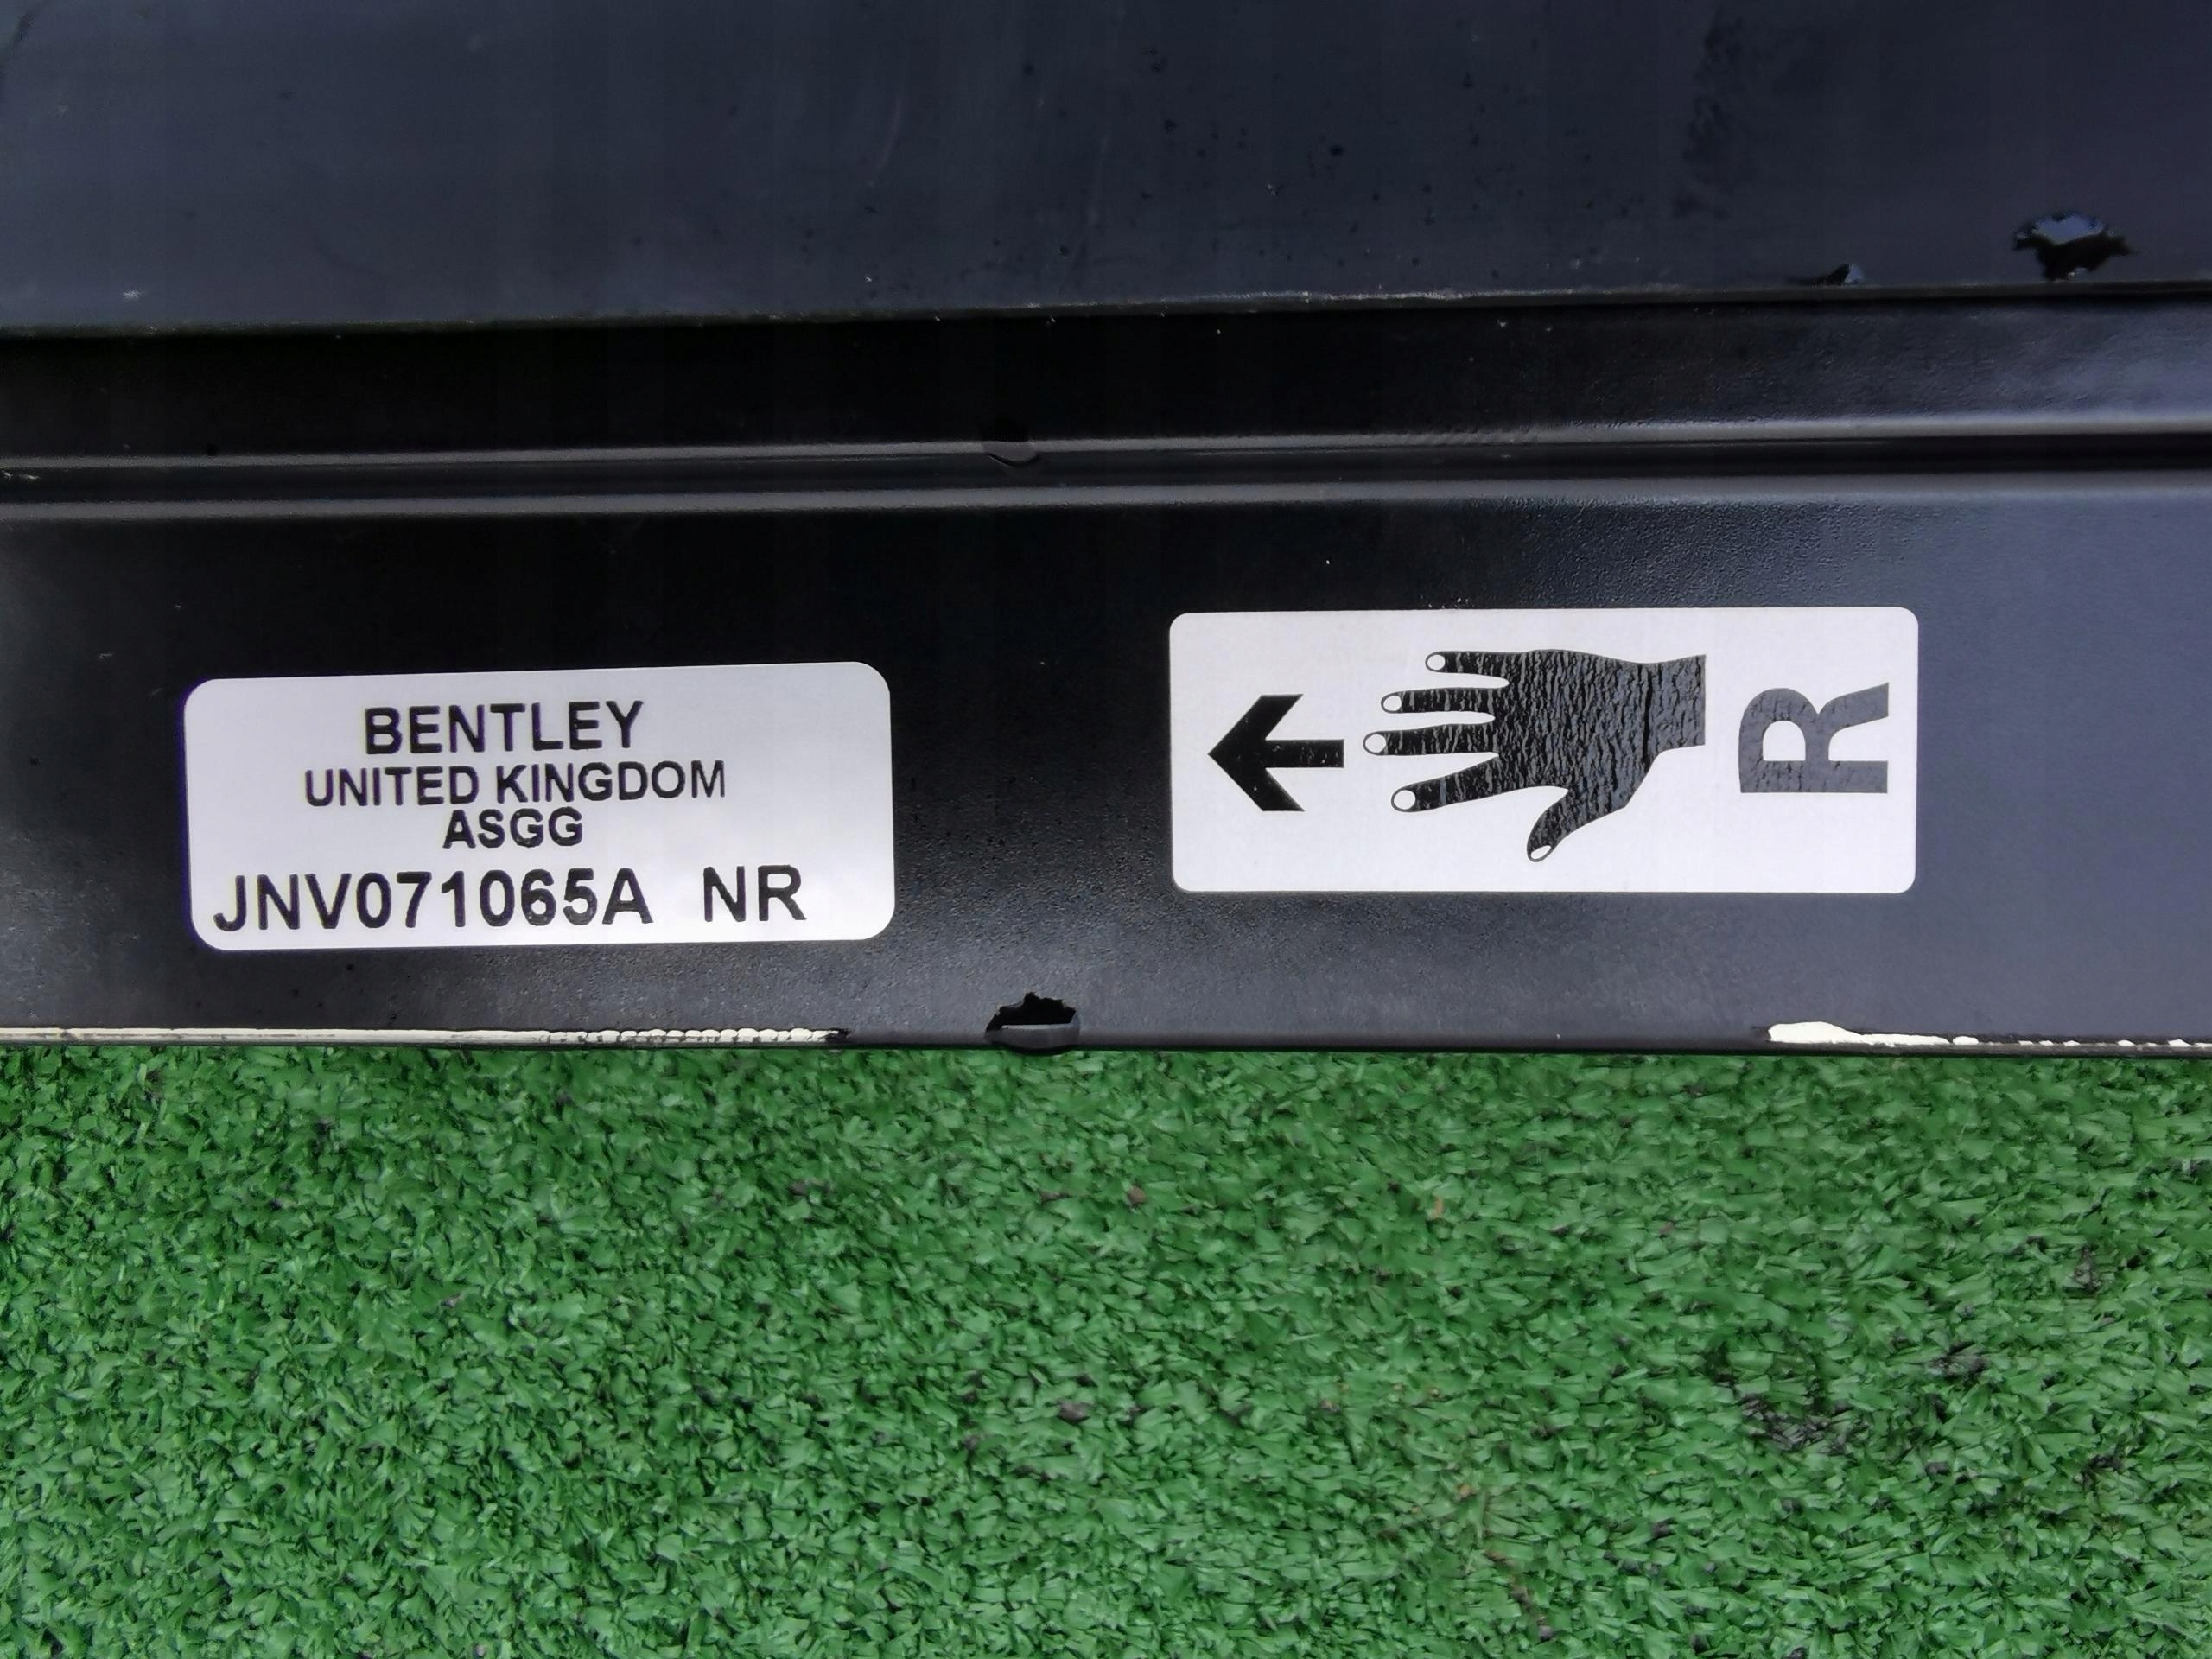 BENTLEY
UNITED KINGDOM
ASGG
JNV071065A NR
R